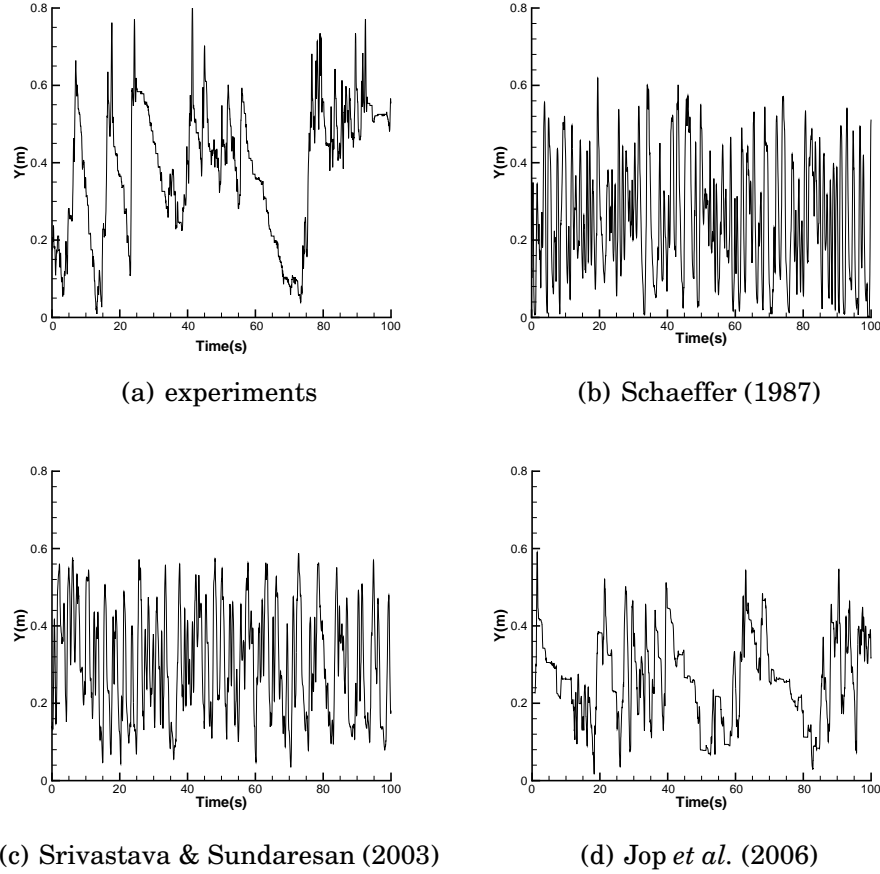 0.8
0.6
0.4
0.2
0
Y(m)
0 20 40 60 80 100
Time(s)
(a) experiments
0.8
0.6
0.4
0.2
0
Y(m)
0 20 40 60 80 100
Time(s)
(b) Schaeffer (1987)
0.8
0.6
0.4
0.2
0
Y(m)
0 20 40 60 80 100
Time(s)
(c) Srivastava & Sundaresan (2003)
0.8
0.6
0.4
0.2
0
Y(m)
0 20 40 60 80 100
Time(s)
(d) Jop et al. (2006)